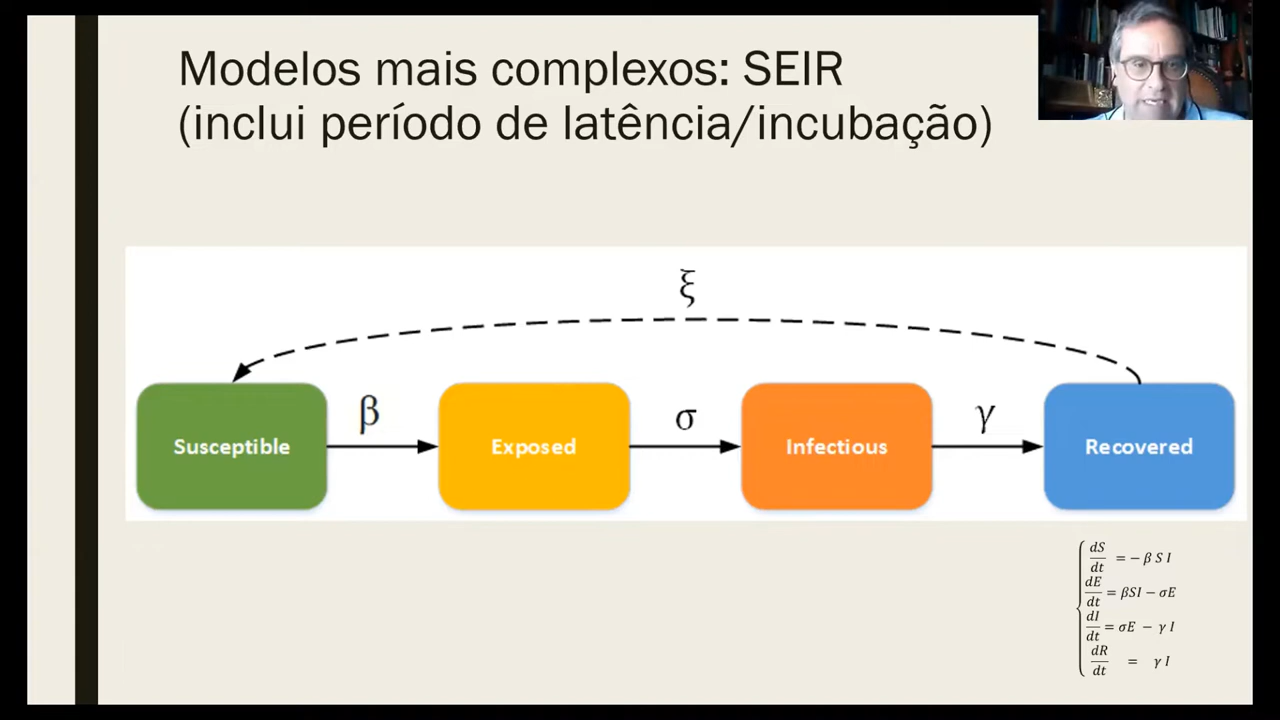 Modelos mais complexos: SEIR
(inclui período de latência/incubação)
ξ
β
σ
γ
Susceptible
Exposed
Infectious
Recovered
dS/dt = − β S I
dE/dt = βSI − σE
dI/dt = σE − γ I
dR/dt = γ I